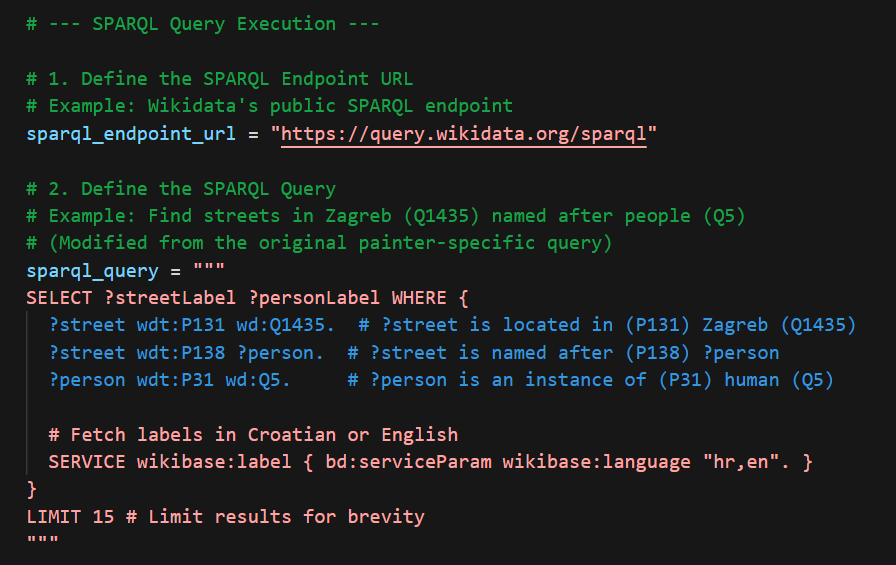 # --- SPARQL Query Execution ---
# 1. Define the SPARQL Endpoint URL
# Example: Wikidata's public SPARQL endpoint
sparql_endpoint_url = "https://query.wikidata.org/sparql"
# 2. Define the SPARQL Query
# Example: Find streets in Zagreb (Q1435) named after people (Q5)
# (Modified from the original painter-specific query)
sparql_query = """
SELECT ?streetLabel ?personLabel WHERE {
  ?street wdt:P131 wd:Q1435.  # ?street is located in (P131) Zagreb (Q1435)
  ?street wdt:P138 ?person.  # ?street is named after (P138) ?person
  ?person wdt:P31 wd:Q5.     # ?person is an instance of (P31) human (Q5)
  # Fetch labels in Croatian or English
  SERVICE wikibase:label { bd:serviceParam wikibase:language "hr,en". }
}
LIMIT 15 # Limit results for brevity
"""